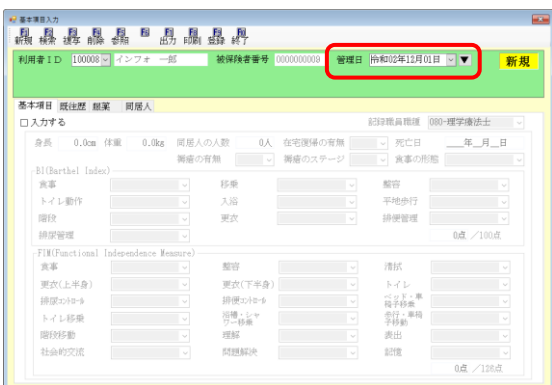 基本項目入力
新規 検索 複写 削除 参照 出力 印刷 登録 終了
利用者ID 100008 インフォ 一郎 被保険者番号 0000000009 管理日 令和02年12月01日 ▼ 新規
基本項目 既往歴 服薬 同居人
入力する 記録職員職種 080-理学療法士
身長 0.0cm 体重 0.0kg 同居人の人数 0人 在宅復帰の有無 死亡日 ____年__月__日
褥瘡の有無 褥瘡のステージ 食事の形態
BI(Barthel Index)
食事 移乗 整容
トイレ動作 入浴 平地歩行
階段 更衣 排便管理
排尿管理 0点 /100点
FIM(Functional Independence Measure)
食事 整容 清拭
更衣(上半身) 更衣(下半身) トイレ
排尿コントロール 排便コントロール ベッド・車椅子移乗
トイレ移乗 浴槽・シャワー移乗 歩行・車椅子移動
階段移動 理解 表出
社会的交流 問題解決 記憶
0点 /126点